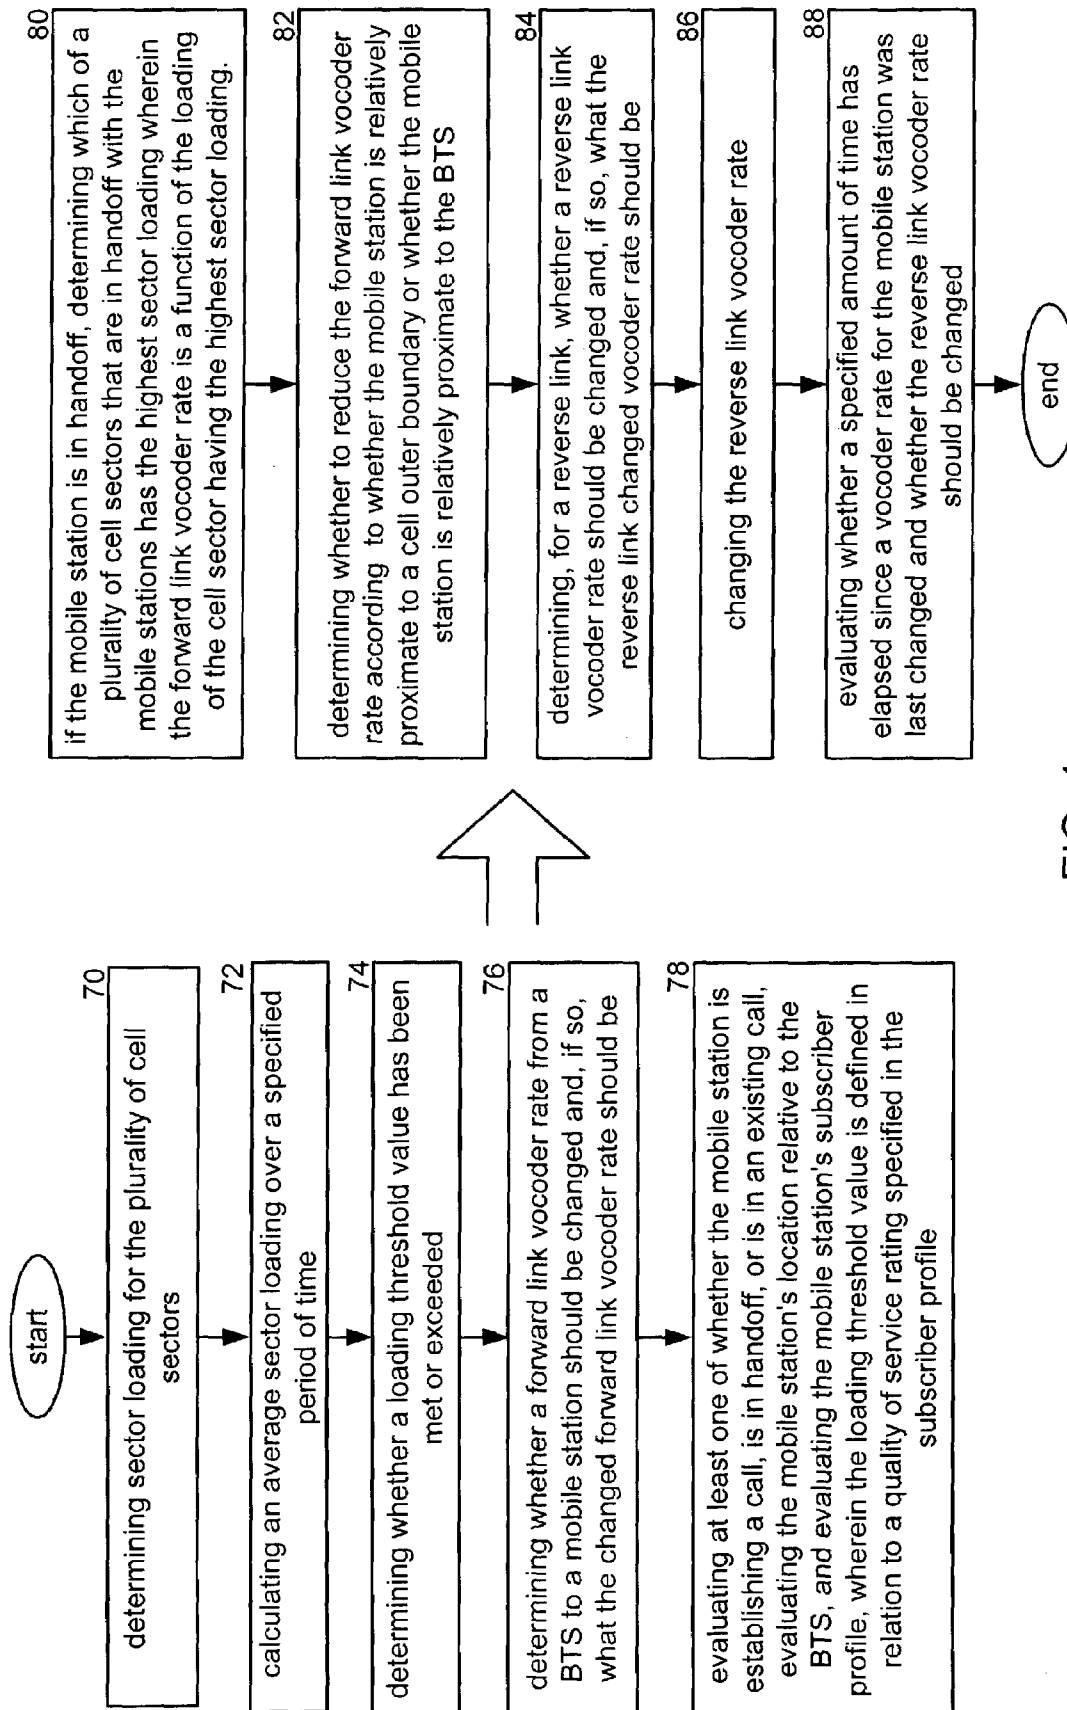 start
70
determining sector loading for the plurality of cell
sectors
72
calculating an average sector loading over a specified
period of time
74
determining whether a loading threshold value has been
met or exceeded
76
determining whether a forward link vocoder rate from a
BTS to a mobile station should be changed and, if so,
what the changed forward link vocoder rate should be
78
evaluating at least one of whether the mobile station is
establishing a call, is in handoff, or is in an existing call,
evaluating the mobile station's location relative to the
BTS, and evaluating the mobile station's subscriber
profile, wherein the loading threshold value is defined in
relation to a quality of service rating specified in the
subscriber profile
80
if the mobile station is in handoff, determining which of a
plurality of cell sectors that are in handoff with the
mobile stations has the highest sector loading wherein
the forward link vocoder rate is a function of the loading
of the cell sector having the highest sector loading.
82
determining whether to reduce the forward link vocoder
rate according to whether the mobile station is relatively
proximate to a cell outer boundary or whether the mobile
station is relatively proximate to the BTS
84
determining, for a reverse link, whether a reverse link
vocoder rate should be changed and, if so, what the
reverse link changed vocoder rate should be
86
changing the reverse link vocoder rate
88
evaluating whether a specified amount of time has
elapsed since a vocoder rate for the mobile station was
last changed and whether the reverse link vocoder rate
should be changed
end